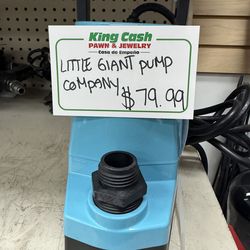 King Cash
PAWN & JEWELRY
Casa de Empeño
LITTLE GIANT PUMP
COMPANY $79.99